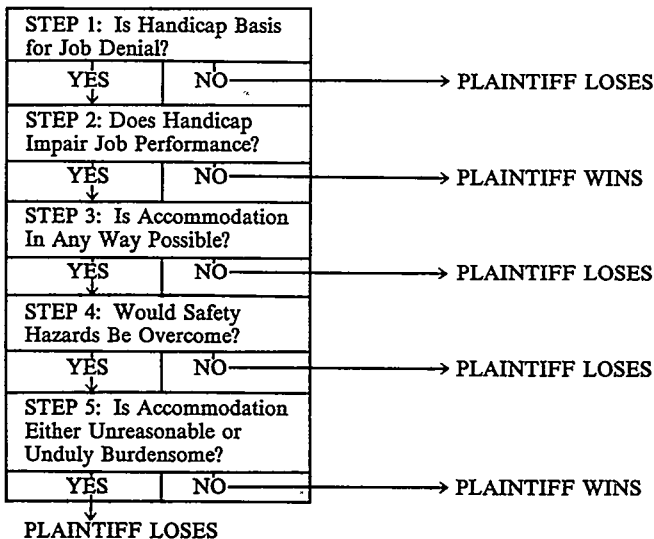 STEP 1: Is Handicap Basis
for Job Denial?
YES NO PLAINTIFF LOSES
STEP 2: Does Handicap
Impair Job Performance?
YES NO PLAINTIFF WINS
STEP 3: Is Accommodation
In Any Way Possible?
YES NO PLAINTIFF LOSES
STEP 4: Would Safety
Hazards Be Overcome?
YES NO PLAINTIFF LOSES
STEP 5: Is Accommodation
Either Unreasonable or
Unduly Burdensome?
YES NO PLAINTIFF WINS
PLAINTIFF LOSES